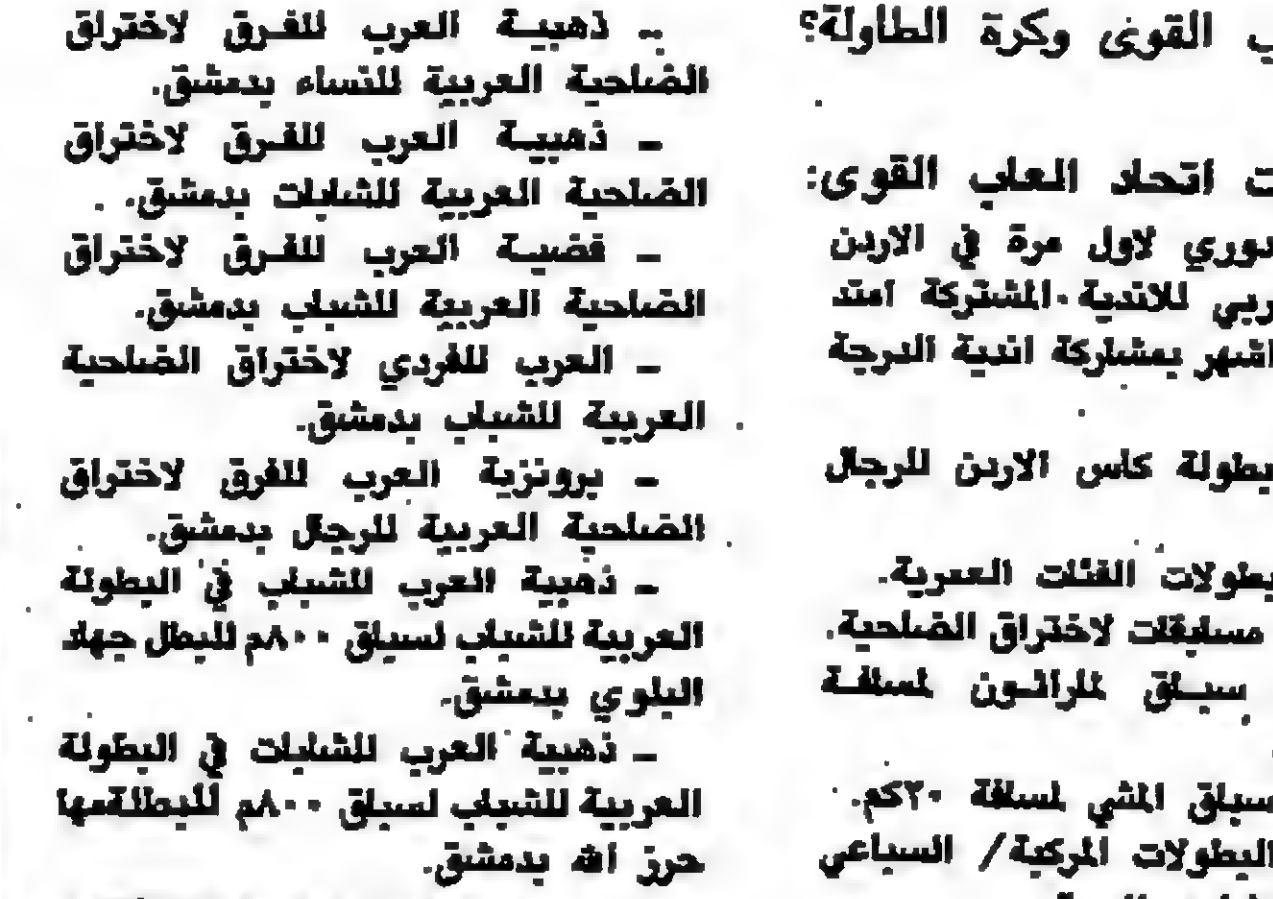 ب القوى وكرة الطاولة؟
ت اتحاد العاب القوى:
دوري لاول مرة في الاردن
ربي للاندية المشتركة امتد
اشهر بمشاركة اندية الدرجة
بطولة كاس الاردن للرجال
بطولات الفئات العمرية.
مسابقات لاختراق الضاحية.
سباق للراثون لمسافة
سباق المشي لمسافة ٢٠كم.
البطولات المركبة/ السباعي
ـ ذهبية العرب للفرق لاختراق
الضاحية العربية للنساء بدمشق.
ـ ذهبية العرب للفرق لاختراق
الضاحية العربية للشابات بدمشق.
ـ فضية العرب للفرق لاختراق
الضاحية العربية للشباب بدمشق.
ـ العرب للفردي لاختراق الضاحية
العربية للشباب بدمشق.
ـ برونزية العرب للفرق لاختراق
الضاحية العربية للرجال بدمشق.
ـ ذهبية العرب للشباب في البطولة
العربية للشباب لسباق ٨٠٠م للبطل جهاد
البلوي بدمشق.
ـ ذهبية العرب للشابات في البطولة
العربية للشباب لسباق ٨٠٠م للبطلة مها
حرز الله بدمشق.